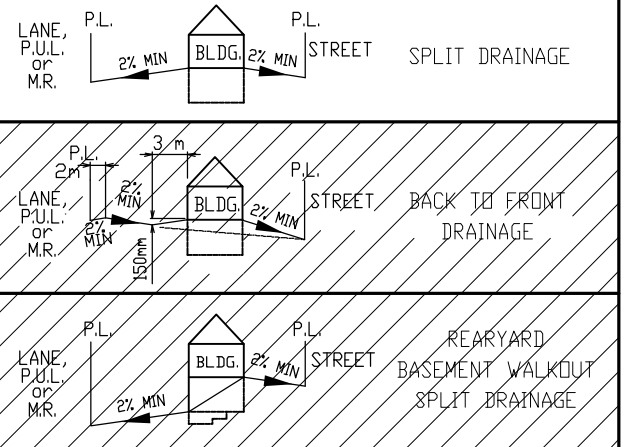 P.L.
P.L.
LANE,
P.U.L.
or
M.R.
2% MIN
BLDG.
2% MIN
STREET
SPLIT DRAINAGE
P.L.
3 m
2m
P.L.
LANE,
P.U.L.
or
M.R.
2%
MIN
2%
MIN
150mm
BLDG.
2% MIN
STREET
BACK TO FRONT
DRAINAGE
P.L.
P.L.
LANE,
P.U.L.
or
M.R.
2% MIN
BLDG.
2% MIN
STREET
REARYARD
BASEMENT WALKOUT
SPLIT DRAINAGE